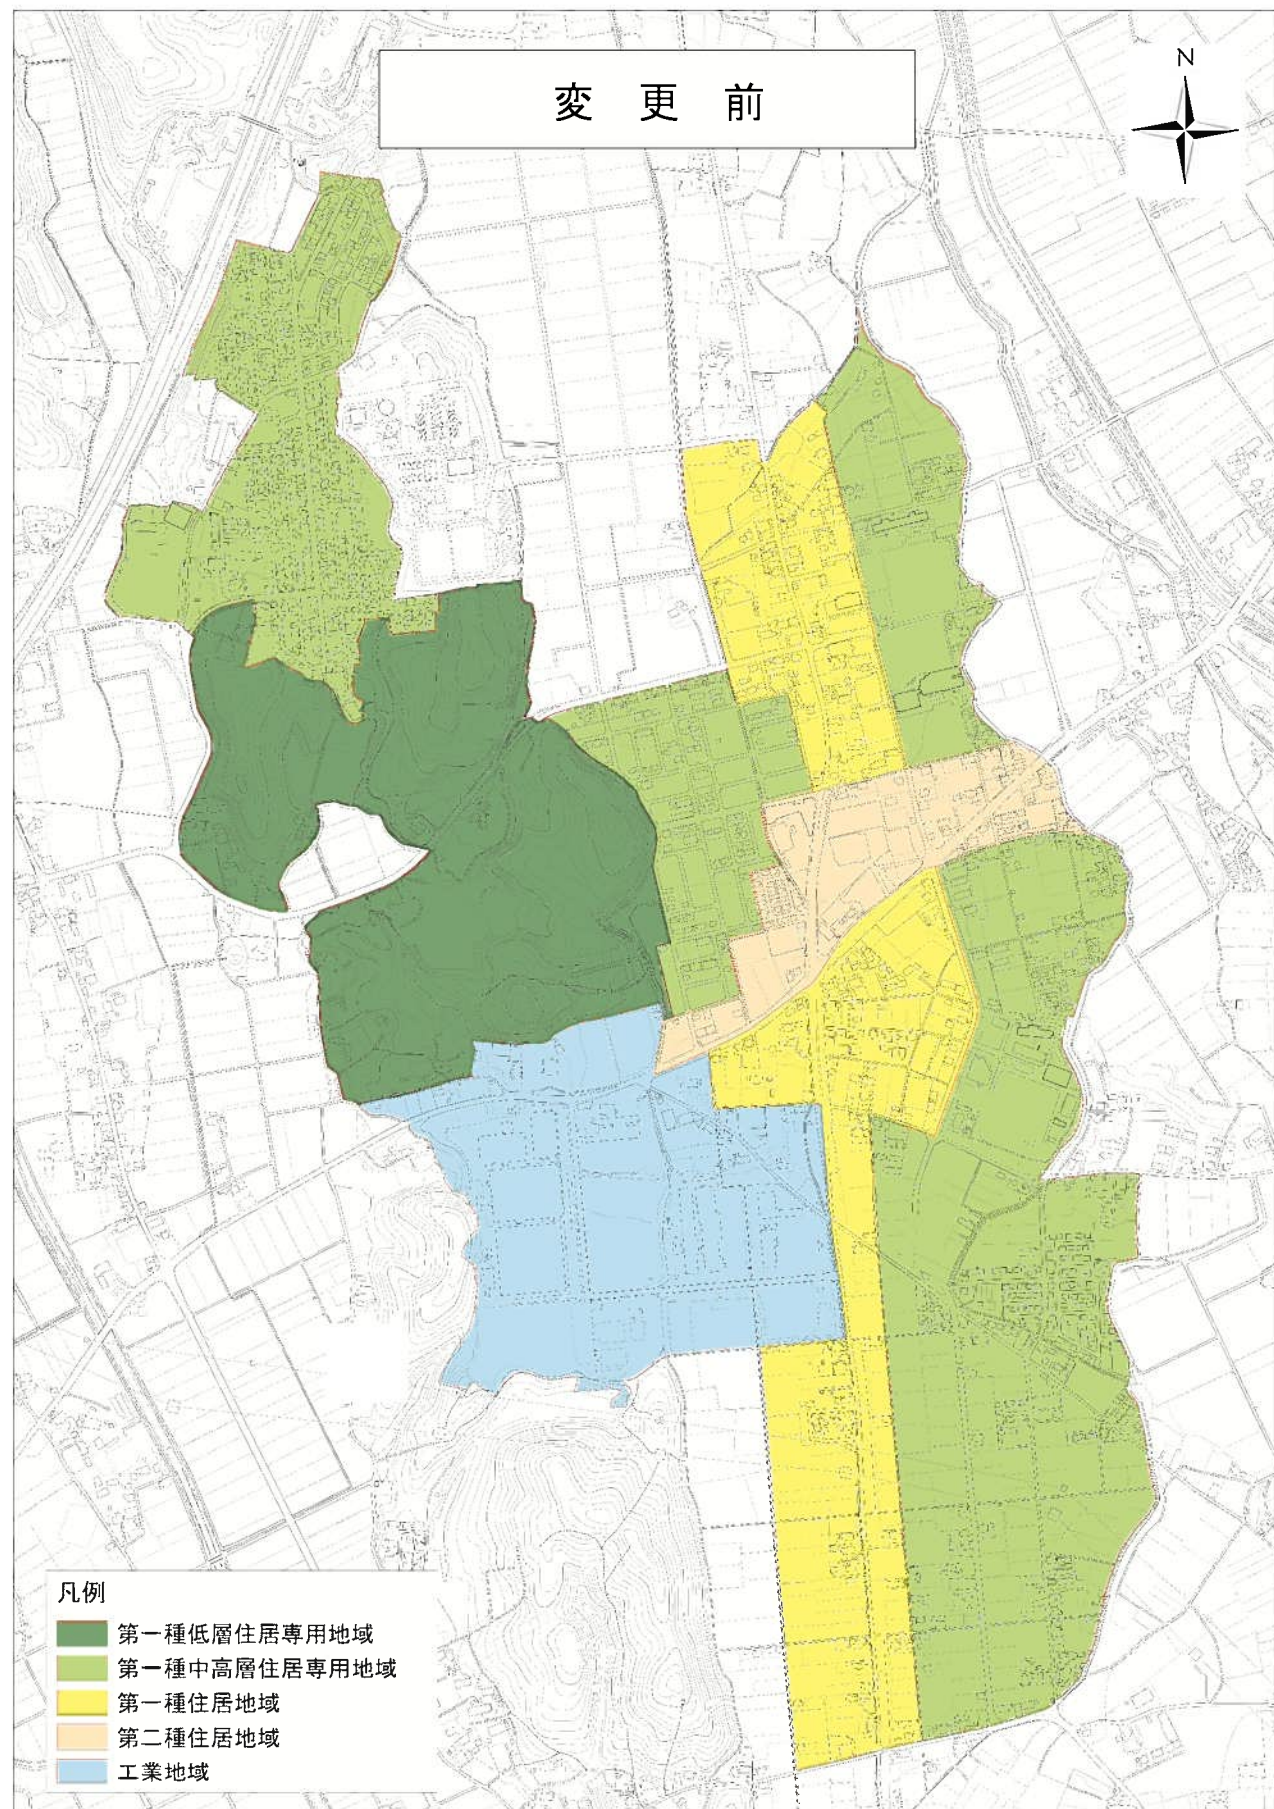 変更前
N
凡例
第一種低層住居専用地域
第一種中高層住居専用地域
第一種住居地域
第二種住居地域
工業地域